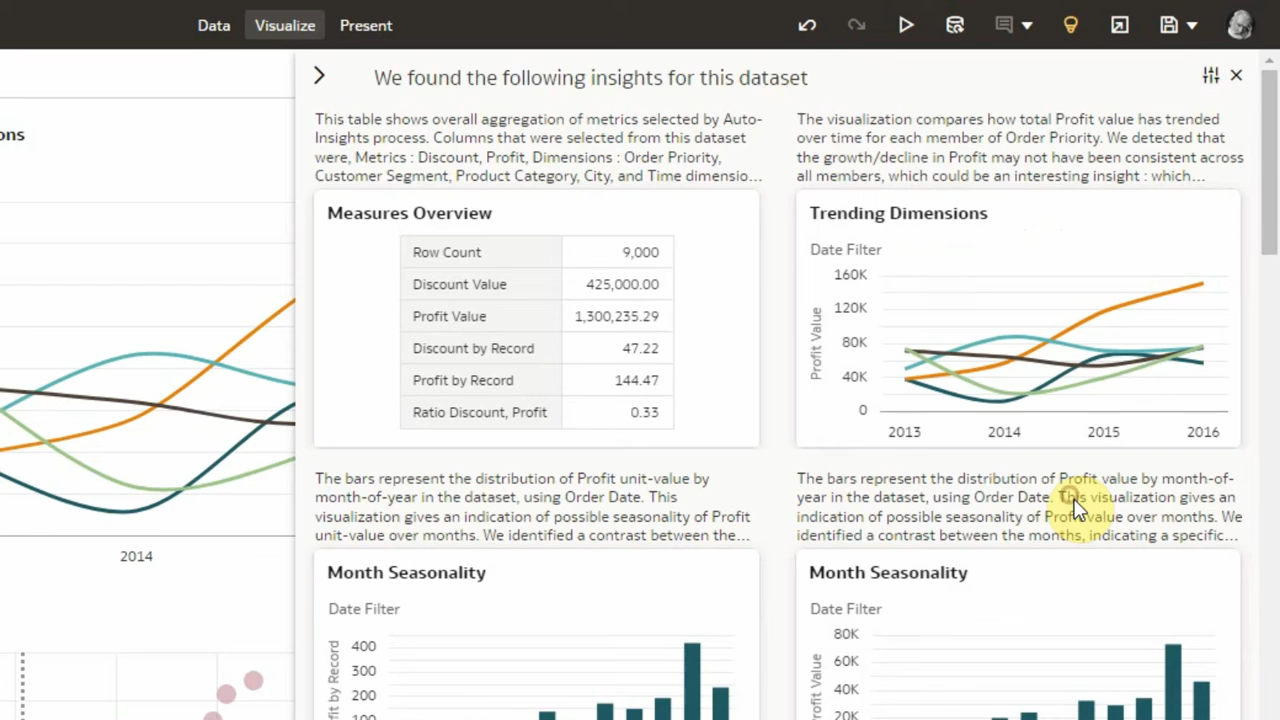 Data Visualize Present
We found the following insights for this dataset
ons
2014
This table shows overall aggregation of metrics selected by Auto-
Insights process. Columns that were selected from this dataset
were, Metrics : Discount, Profit, Dimensions : Order Priority,
Customer Segment, Product Category, City, and Time dimensio...
Measures Overview
Row Count 9,000
Discount Value 425,000.00
Profit Value 1,300,235.29
Discount by Record 47.22
Profit by Record 144.47
Ratio Discount, Profit 0.33
The visualization compares how total Profit value has trended
over time for each member of Order Priority. We detected that
the growth/decline in Profit may not have been consistent across
all members, which could be an interesting insight : which...
Trending Dimensions
Date Filter
Profit Value
160K
120K
80K
40K
0
2013 2014 2015 2016
The bars represent the distribution of Profit unit-value by
month-of-year in the dataset, using Order Date. This
visualization gives an indication of possible seasonality of Profit
unit-value over months. We identified a contrast between the...
Month Seasonality
Date Filter
fit by Record
400
300
200
100
The bars represent the distribution of Profit value by month-of-
year in the dataset, using Order Date. This visualization gives an
indication of possible seasonality of Profit value over months. We
identified a contrast between the months, indicating a specific...
Month Seasonality
Date Filter
Profit Value
80K
60K
40K
20K